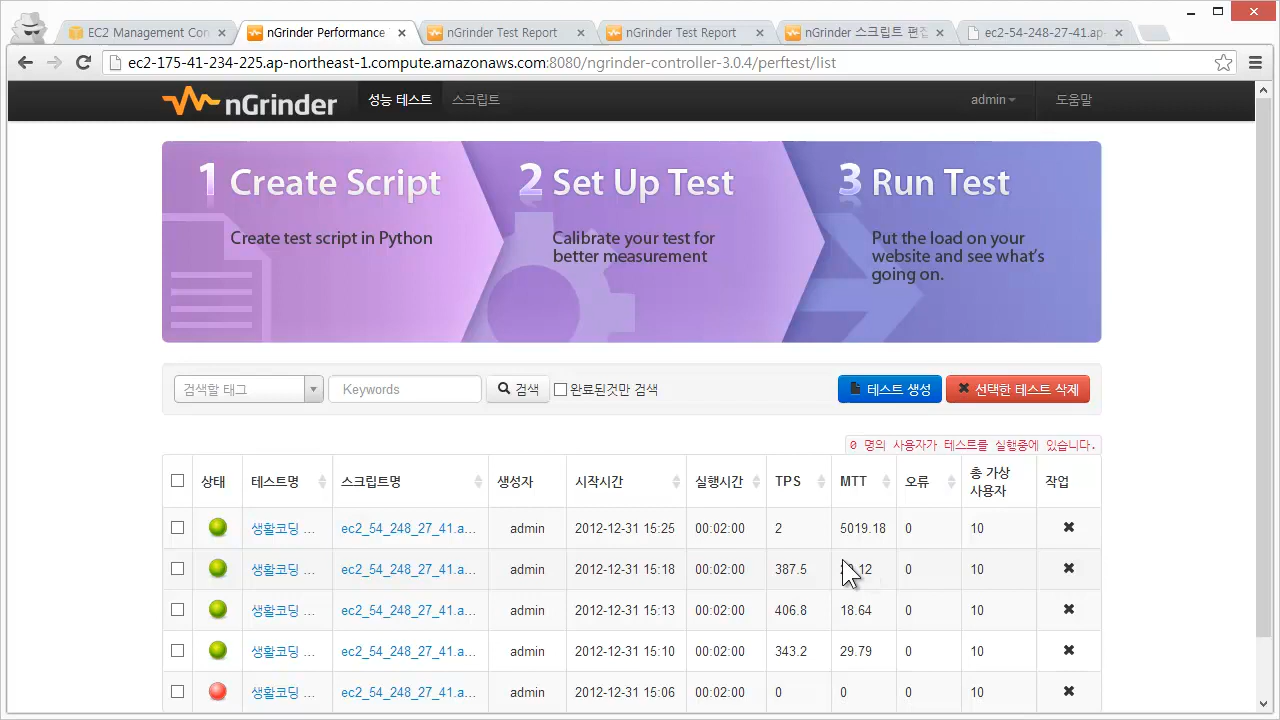 EC2 Management Con
nGrinder Performance
nGrinder Test Report
nGrinder Test Report
nGrinder 스크립트 편집
ec2-54-248-27-41.ap-
ec2-175-41-234-225.ap-northeast-1.compute.amazonaws.com:8080/ngrinder-controller-3.0.4/perftest/list
nGrinder 성능 테스트 스크립트 admin 도움말
1 Create Script
Create test script in Python
2 Set Up Test
Calibrate your test for
better measurement
3 Run Test
Put the load on your
website and see what's
going on.
검색할 태그 Keywords 검색 완료된것만 검색 테스트 생성 선택한 테스트 삭제
0 명의 사용자가 테스트를 실행중에 있습니다.
상태 테스트명 스크립트명 생성자 시작시간 실행시간 TPS MTT 오류 총 가상 사용자 작업
생활코딩 ... ec2_54_248_27_41.a... admin 2012-12-31 15:25 00:02:00 2 5019.18 0 10
생활코딩 ... ec2_54_248_27_41.a... admin 2012-12-31 15:18 00:02:00 387.5 0 10
생활코딩 ... ec2_54_248_27_41.a... admin 2012-12-31 15:13 00:02:00 406.8 18.64 0 10
생활코딩 ... ec2_54_248_27_41.a... admin 2012-12-31 15:10 00:02:00 343.2 29.79 0 10
생활코딩 ... ec2_54_248_27_41.a... admin 2012-12-31 15:06 00:02:00 0 0 0 10